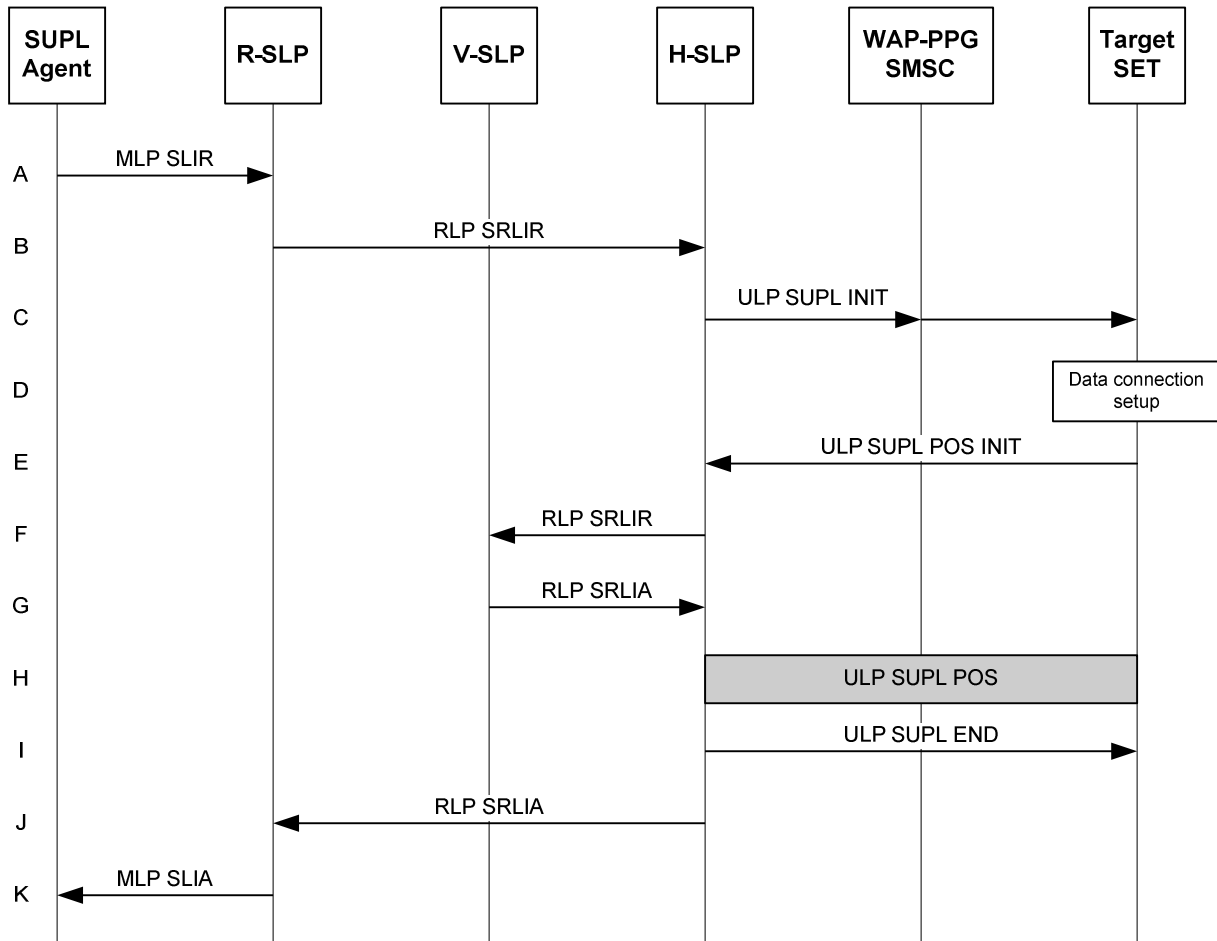 SUPL
Agent
R-SLP
V-SLP
H-SLP
WAP-PPG
SMSC
Target
SET
A
MLP SLIR
B
RLP SRLIR
C
ULP SUPL INIT
D
Data connection
setup
E
ULP SUPL POS INIT
F
RLP SRLIR
G
RLP SRLIA
H
ULP SUPL POS
I
ULP SUPL END
J
RLP SRLIA
K
MLP SLIA